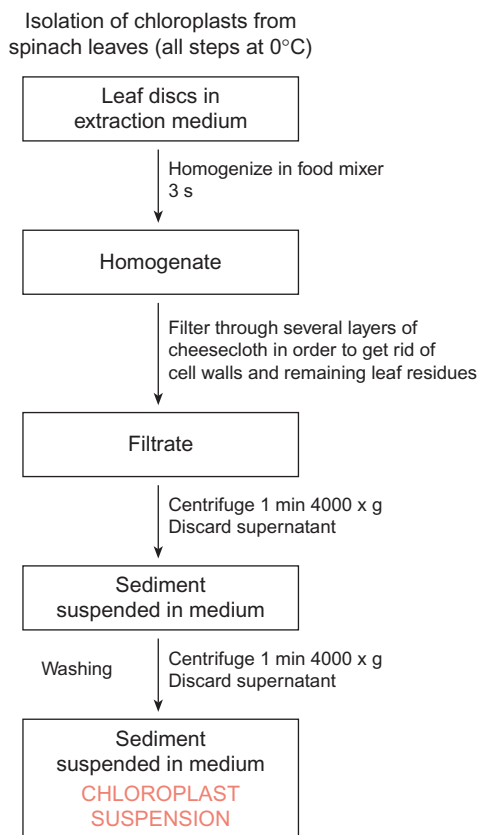 Isolation of chloroplasts from
spinach leaves (all steps at 0°C)
Leaf discs in
extraction medium
Homogenize in food mixer
3 s
Homogenate
Filter through several layers of
cheesecloth in order to get rid of
cell walls and remaining leaf residues
Filtrate
Centrifuge 1 min 4000 x g
Discard supernatant
Sediment
suspended in medium
Washing
Centrifuge 1 min 4000 x g
Discard supernatant
Sediment
suspended in medium
CHLOROPLAST
SUSPENSION